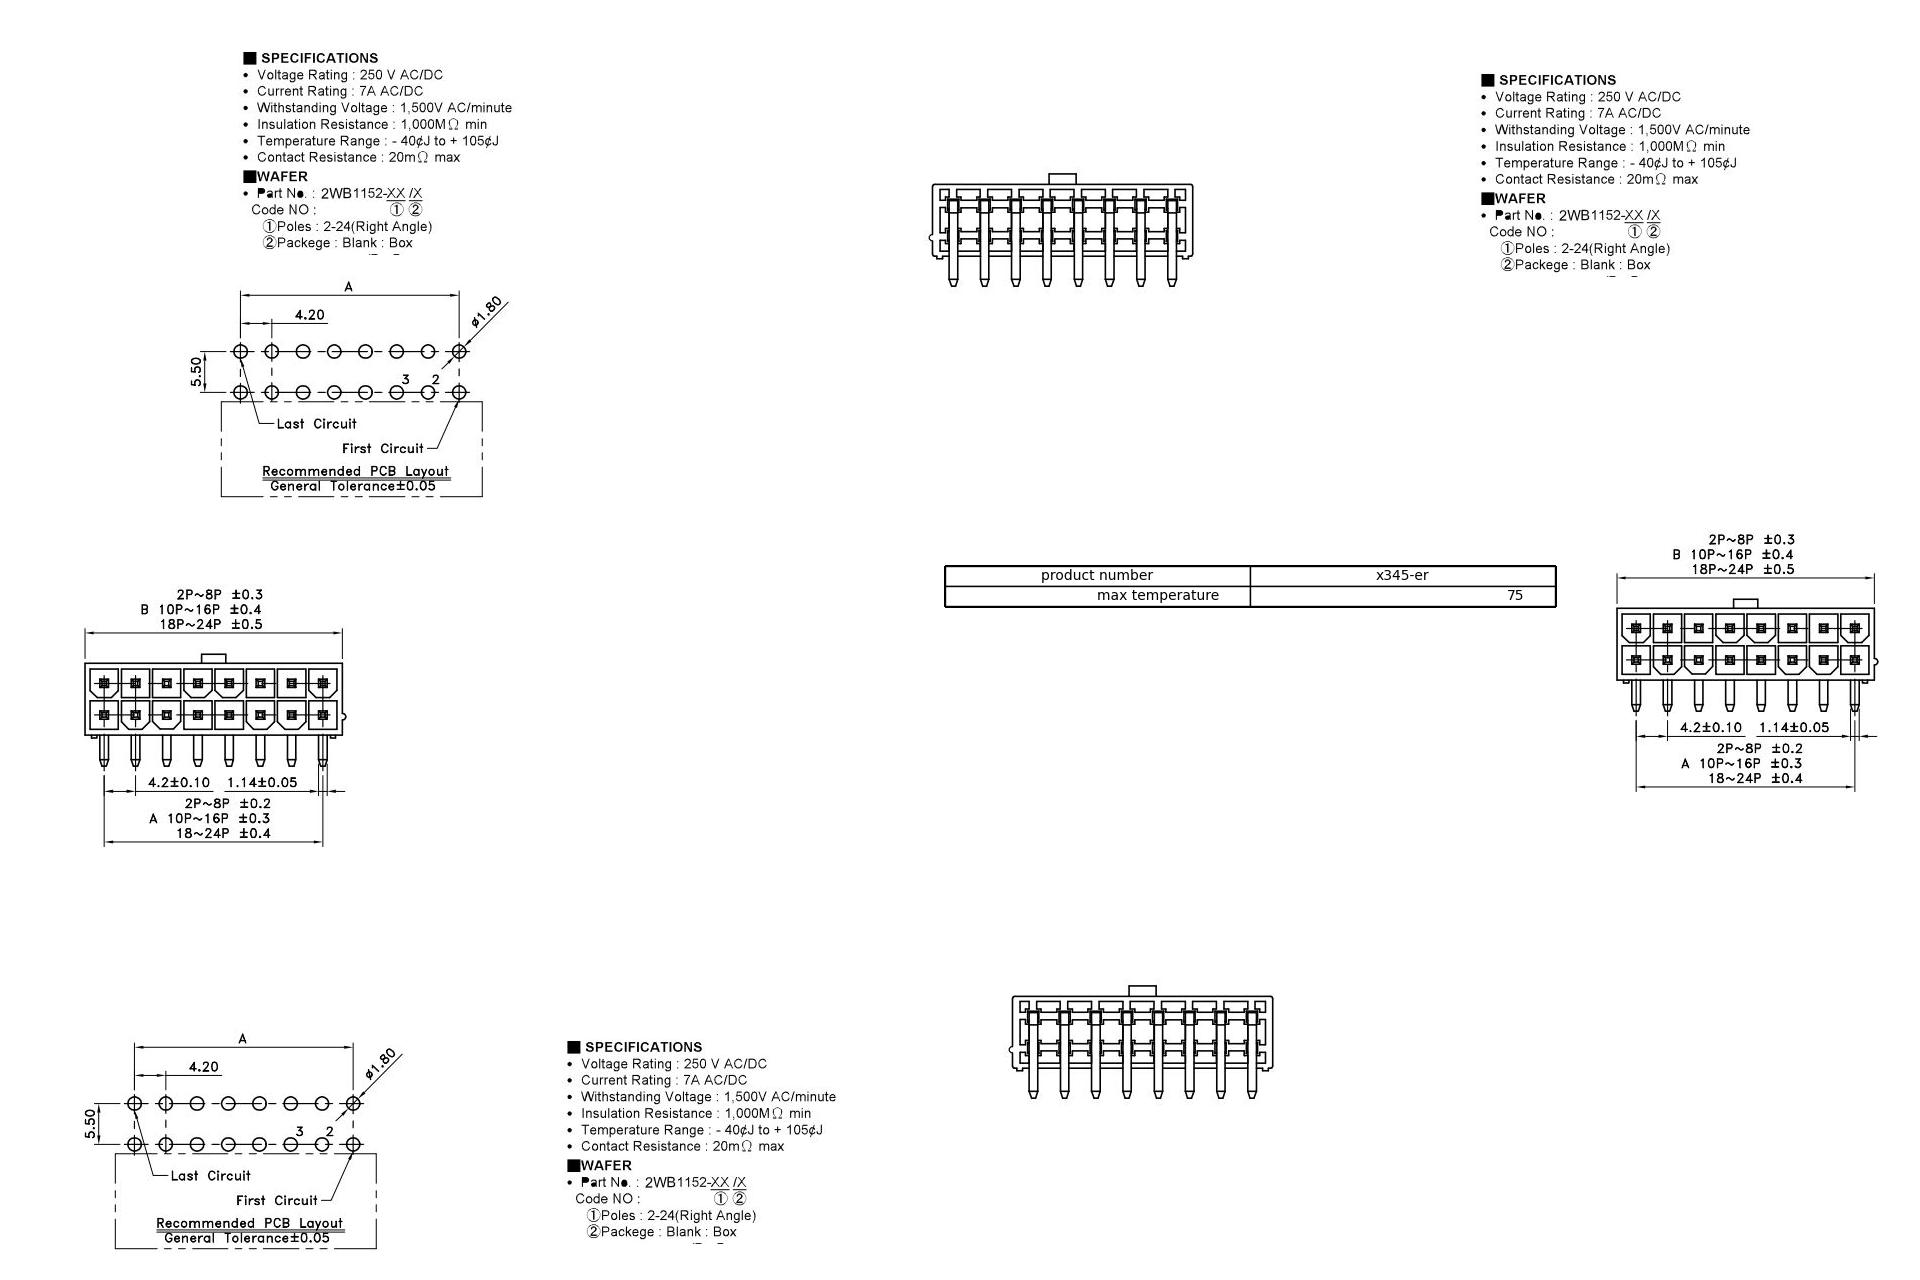 ■ SPECIFICATIONS
• Voltage Rating : 250 V AC/DC
• Current Rating : 7A AC/DC
• Withstanding Voltage : 1,500V AC/minute
• Insulation Resistance : 1,000MΩ min
• Temperature Range : - 40¢J to + 105¢J
• Contact Resistance : 20mΩ max
■WAFER
• Part No. : 2WB1152-XX /X
Code NO : ① ②
①Poles : 2-24(Right Angle)
②Packege : Blank : Box
■ SPECIFICATIONS
• Voltage Rating : 250 V AC/DC
• Current Rating : 7A AC/DC
• Withstanding Voltage : 1,500V AC/minute
• Insulation Resistance : 1,000MΩ min
• Temperature Range : - 40¢J to + 105¢J
• Contact Resistance : 20mΩ max
■WAFER
• Part No. : 2WB1152-XX /X
Code NO : ① ②
①Poles : 2-24(Right Angle)
②Packege : Blank : Box
A
4.20
ø1.80
5.50
3 2
Last Circuit
First Circuit
Recommended PCB Layout
General Tolerance±0.05
product number x345-er
max temperature 75
2P~8P ±0.3
B 10P~16P ±0.4
18P~24P ±0.5
4.2±0.10 1.14±0.05
2P~8P ±0.2
A 10P~16P ±0.3
18~24P ±0.4
2P~8P ±0.3
B 10P~16P ±0.4
18P~24P ±0.5
4.2±0.10 1.14±0.05
2P~8P ±0.2
A 10P~16P ±0.3
18~24P ±0.4
A
4.20
ø1.80
5.50
3 2
Last Circuit
First Circuit
Recommended PCB Layout
General Tolerance±0.05
■ SPECIFICATIONS
• Voltage Rating : 250 V AC/DC
• Current Rating : 7A AC/DC
• Withstanding Voltage : 1,500V AC/minute
• Insulation Resistance : 1,000MΩ min
• Temperature Range : - 40¢J to + 105¢J
• Contact Resistance : 20mΩ max
■WAFER
• Part No. : 2WB1152-XX /X
Code NO : ① ②
①Poles : 2-24(Right Angle)
②Packege : Blank : Box